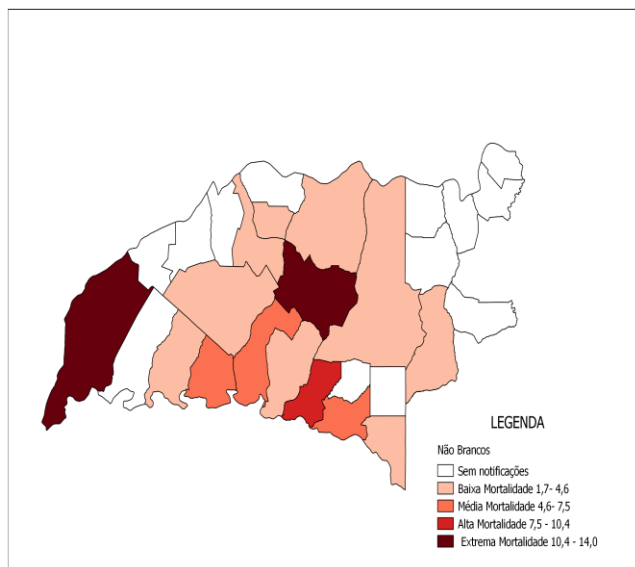 LEGENDA
Não Brancos
Sem notificações
Baixa Mortalidade 1,7- 4,6
Média Mortalidade 4,6- 7,5
Alta Mortalidade 7,5 - 10,4
Extrema Mortalidade 10,4 - 14,0